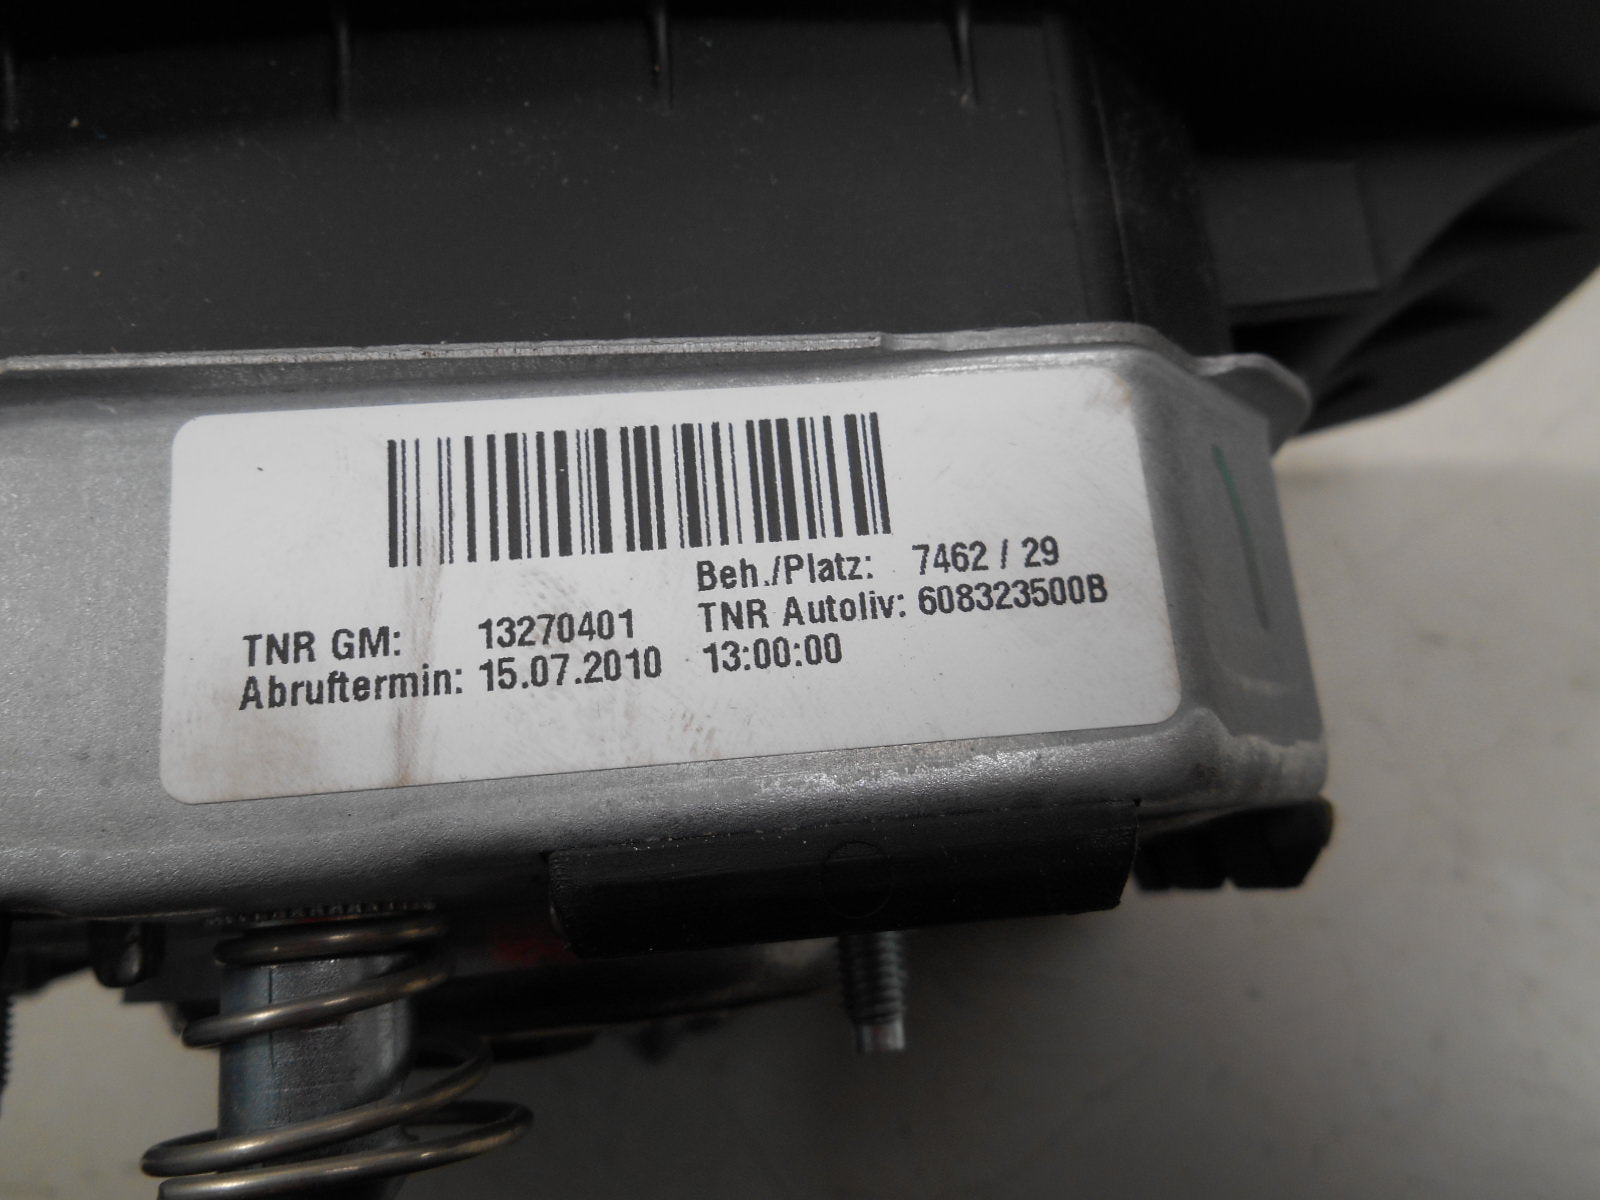 Beh./Platz: 7462 / 29
TNR GM: 13270401 TNR Autoliv: 608323500B
Abruftermin: 15.07.2010 13:00:00